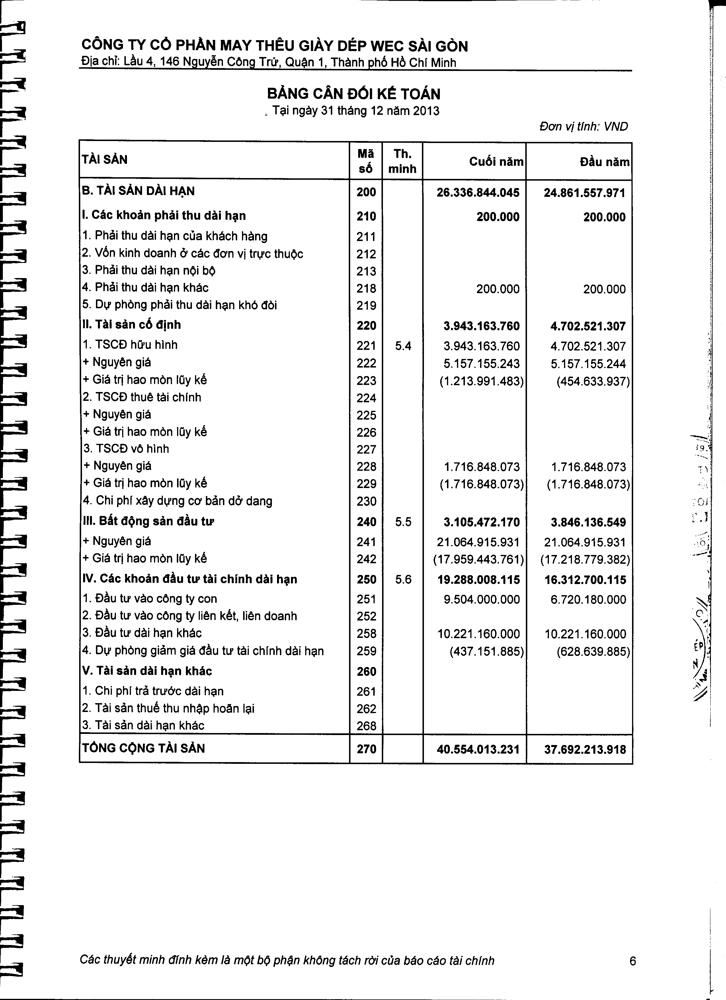 CÔNG TY CỔ PHẦN MAY THÊU GIÀY DÉP WEC SÀI GÒN
Địa chỉ: Lầu 4, 146 Nguyễn Công Trứ, Quận 1, Thành phố Hồ Chí Minh
BẢNG CÂN ĐỐI KẾ TOÁN
Tại ngày 31 tháng 12 năm 2013
Đơn vị tính: VND
TÀI SẢN Mã số Th. minh Cuối năm Đầu năm
B. TÀI SẢN DÀI HẠN 200 26.336.844.045 24.861.557.971
I. Các khoản phải thu dài hạn 210 200.000 200.000
1. Phải thu dài hạn của khách hàng 211
2. Vốn kinh doanh ở các đơn vị trực thuộc 212
3. Phải thu dài hạn nội bộ 213
4. Phải thu dài hạn khác 218 200.000 200.000
5. Dự phòng phải thu dài hạn khó đòi 219
II. Tài sản cố định 220 3.943.163.760 4.702.521.307
1. TSCĐ hữu hình 221 5.4 3.943.163.760 4.702.521.307
+ Nguyên giá 222 5.157.155.243 5.157.155.244
+ Giá trị hao mòn lũy kế 223 (1.213.991.483) (454.633.937)
2. TSCĐ thuê tài chính 224
+ Nguyên giá 225
+ Giá trị hao mòn lũy kế 226
3. TSCĐ vô hình 227
+ Nguyên giá 228 1.716.848.073 1.716.848.073
+ Giá trị hao mòn lũy kế 229 (1.716.848.073) (1.716.848.073)
4. Chi phí xây dựng cơ bản dở dang 230
III. Bất động sản đầu tư 240 5.5 3.105.472.170 3.846.136.549
+ Nguyên giá 241 21.064.915.931 21.064.915.931
+ Giá trị hao mòn lũy kế 242 (17.959.443.761) (17.218.779.382)
IV. Các khoản đầu tư tài chính dài hạn 250 5.6 19.288.008.115 16.312.700.115
1. Đầu tư vào công ty con 251 9.504.000.000 6.720.180.000
2. Đầu tư vào công ty liên kết, liên doanh 252
3. Đầu tư dài hạn khác 258 10.221.160.000 10.221.160.000
4. Dự phòng giảm giá đầu tư tài chính dài hạn 259 (437.151.885) (628.639.885)
V. Tài sản dài hạn khác 260
1. Chi phí trả trước dài hạn 261
2. Tài sản thuế thu nhập hoãn lại 262
3. Tài sản dài hạn khác 268
TỔNG CỘNG TÀI SẢN 270 40.554.013.231 37.692.213.918
Các thuyết minh đính kèm là một bộ phận không tách rời của báo cáo tài chính 6